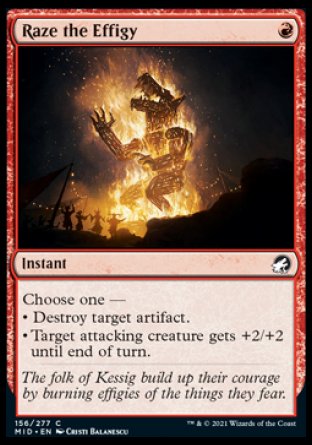 Raze the Effigy
Instant
Choose one —
• Destroy target artifact.
• Target attacking creature gets +2/+2
until end of turn.
The folk of Kessig build up their courage
by burning effigies of the things they fear.
156/277 C
MID • EN Cristi Balanescu
™ & © 2021 Wizards of the Coast